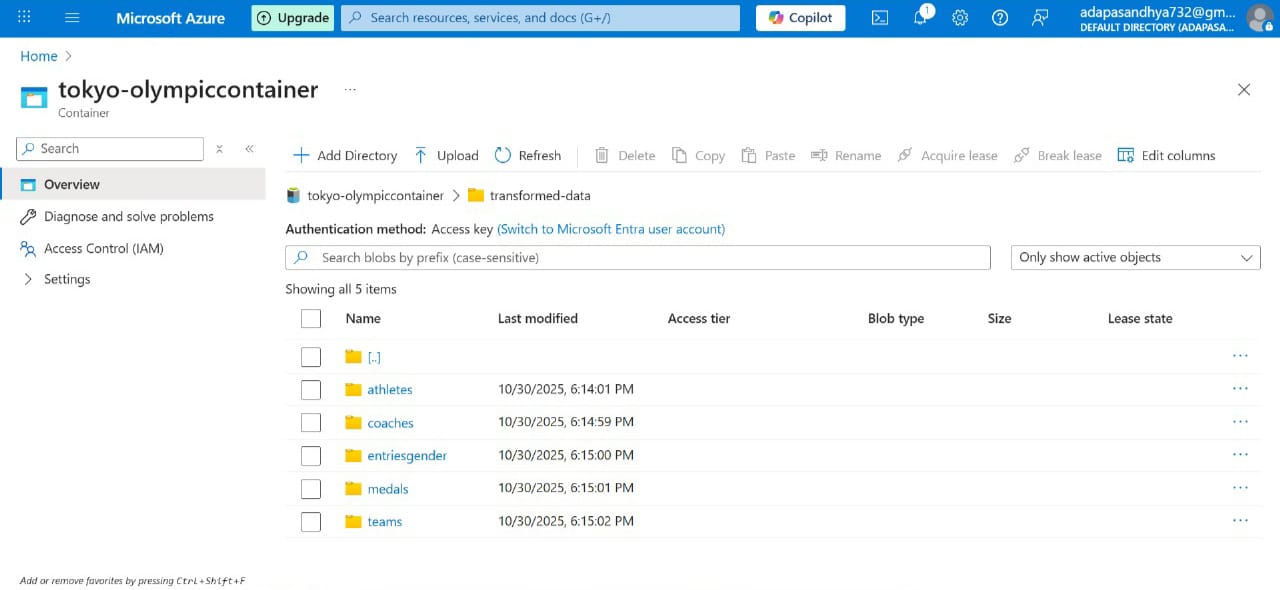 Microsoft Azure
Upgrade
Search resources, services, and docs (G+/)
Copilot
1
adapasandhya732@gm...
DEFAULT DIRECTORY (ADAPASA...
Home
tokyo-olympiccontainer
...
Container
Search
Overview
Diagnose and solve problems
Access Control (IAM)
Settings
Add Directory Upload Refresh Delete Copy Paste Rename Acquire lease Break lease Edit columns
tokyo-olympiccontainer > transformed-data
Authentication method: Access key (Switch to Microsoft Entra user account)
Search blobs by prefix (case-sensitive) Only show active objects
Showing all 5 items
Name Last modified Access tier Blob type Size Lease state
[..] ...
athletes 10/30/2025, 6:14:01 PM ...
coaches 10/30/2025, 6:14:59 PM ...
entriesgender 10/30/2025, 6:15:00 PM ...
medals 10/30/2025, 6:15:01 PM ...
teams 10/30/2025, 6:15:02 PM ...
Add or remove favorites by pressing Ctrl+Shift+F